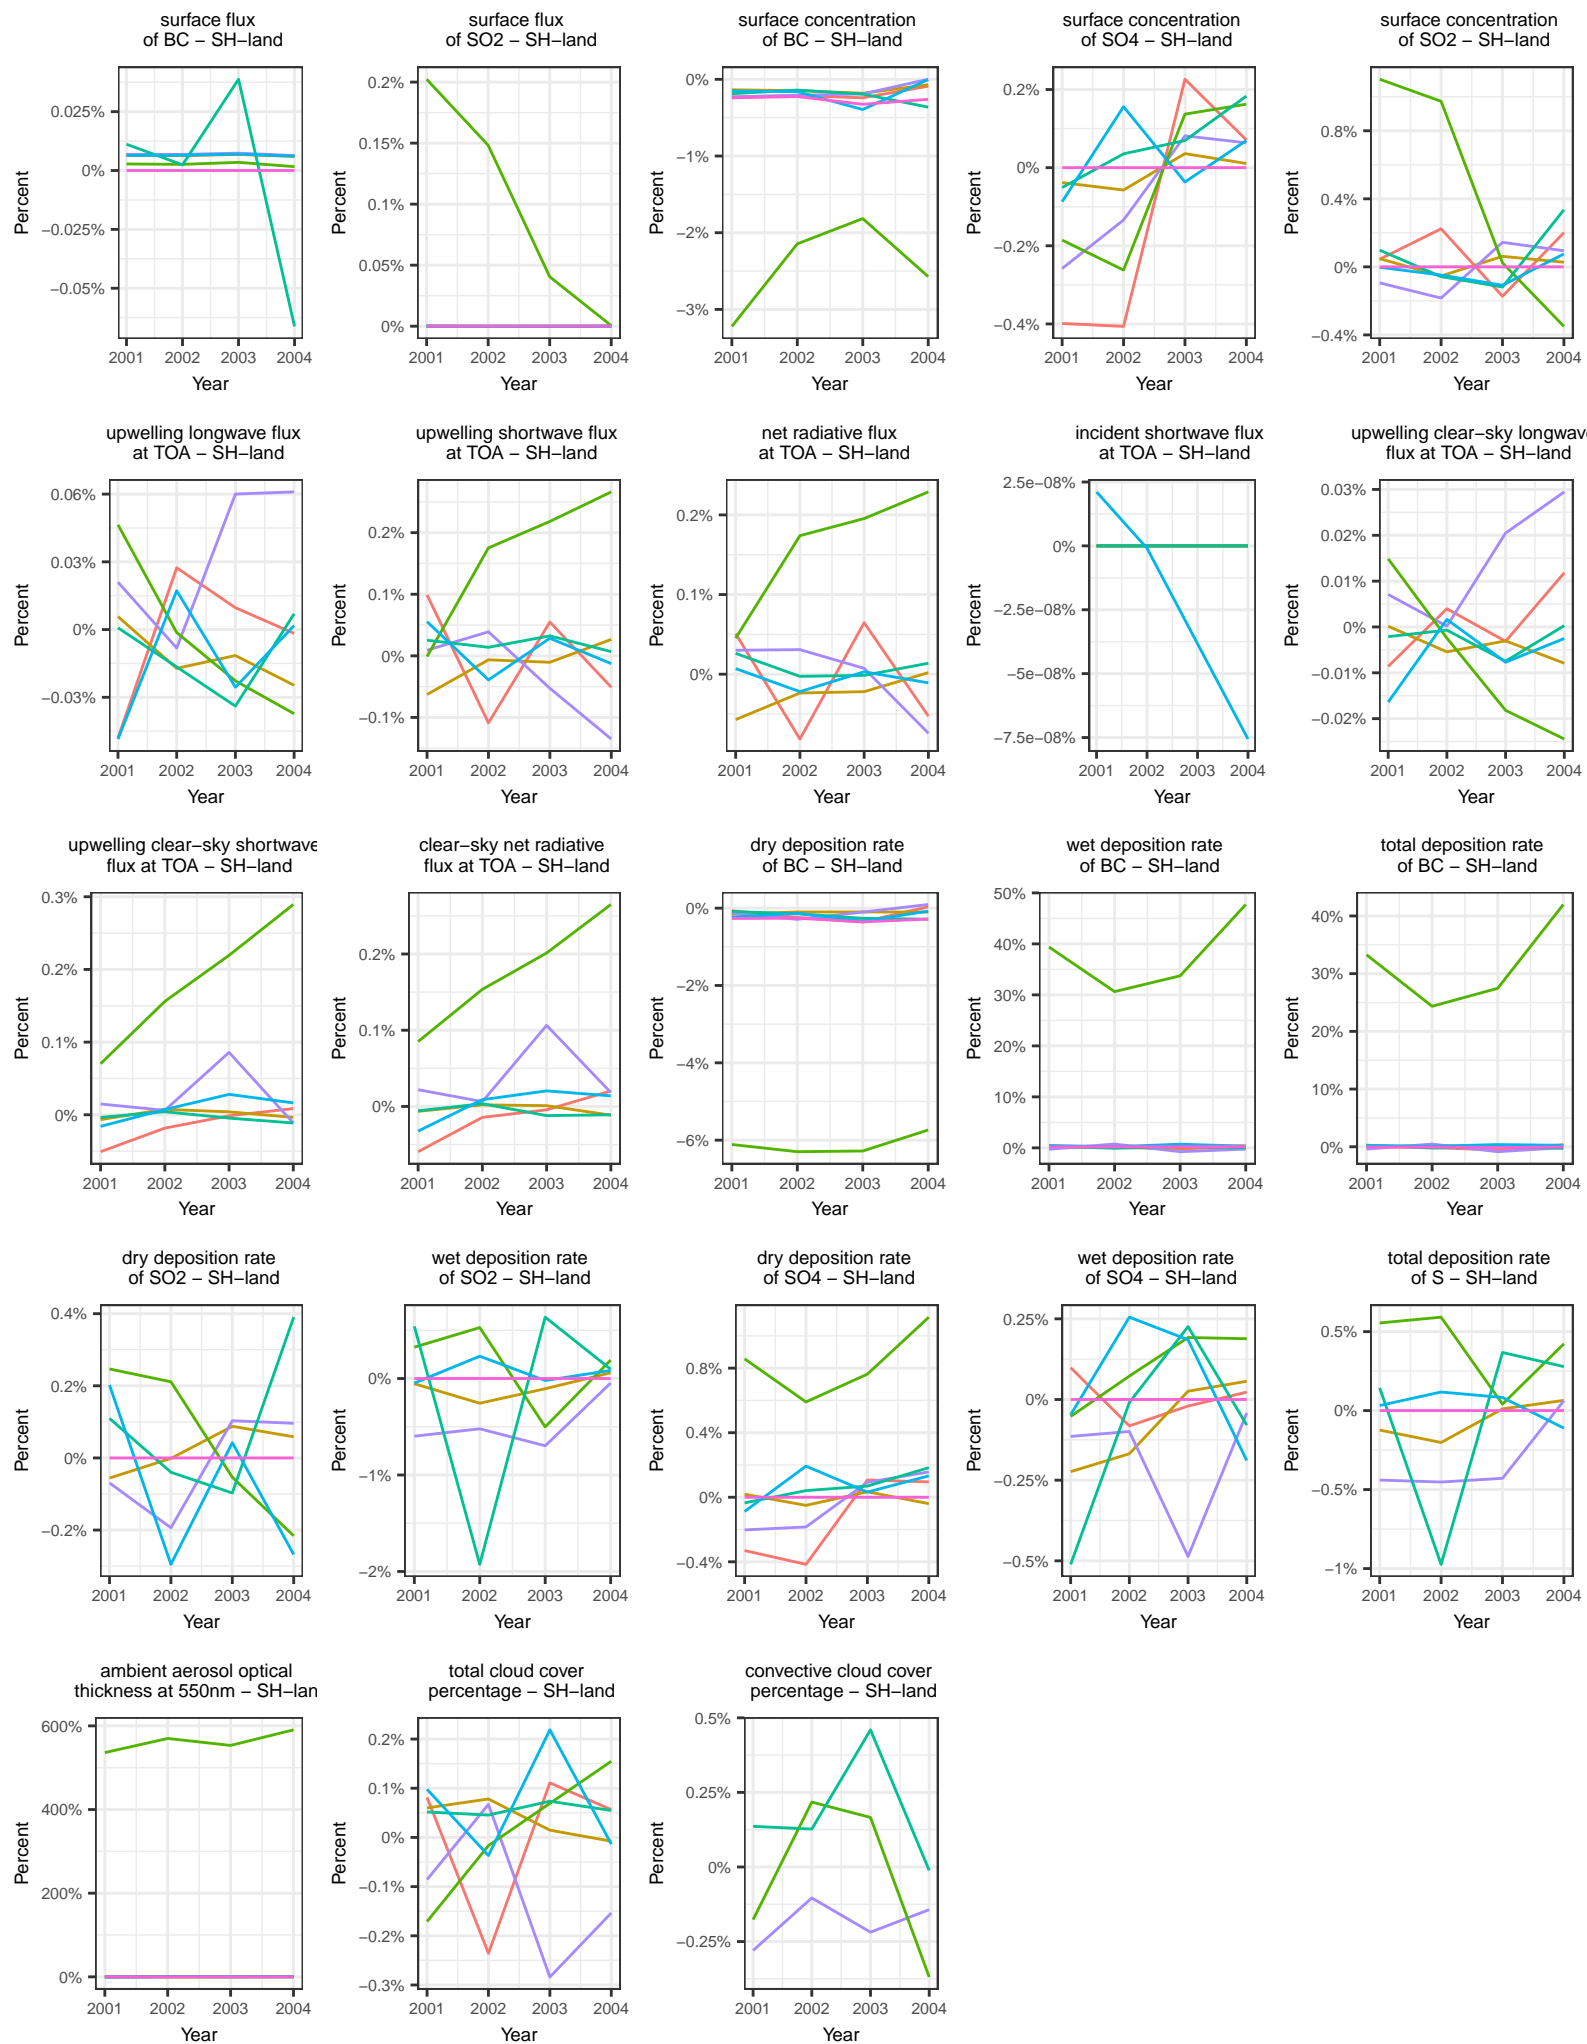 surface flux
of BC − SH−land
surface flux
of SO2 − SH−land
surface concentration
of BC − SH−land
surface concentration
of SO4 − SH−land
surface concentration
of SO2 − SH−land
Percent
0.025%
0%
−0.025%
−0.05%
2001 2002 2003 2004
Year
Percent
0.2%
0.15%
0.1%
0.05%
0%
2001 2002 2003 2004
Year
Percent
0%
−1%
−2%
−3%
2001 2002 2003 2004
Year
Percent
0.2%
0%
−0.2%
−0.4%
2001 2002 2003 2004
Year
Percent
0.8%
0.4%
0%
−0.4%
2001 2002 2003 2004
Year
upwelling longwave flux
at TOA − SH−land
upwelling shortwave flux
at TOA − SH−land
net radiative flux
at TOA − SH−land
incident shortwave flux
at TOA − SH−land
upwelling clear−sky longwave
flux at TOA − SH−land
Percent
0.06%
0.03%
0%
−0.03%
2001 2002 2003 2004
Year
Percent
0.2%
0.1%
0%
−0.1%
2001 2002 2003 2004
Year
Percent
0.2%
0.1%
0%
2001 2002 2003 2004
Year
Percent
2.5e−08%
0%
−2.5e−08%
−5e−08%
−7.5e−08%
2001 2002 2003 2004
Year
Percent
0.03%
0.02%
0.01%
0%
−0.01%
−0.02%
2001 2002 2003 2004
Year
upwelling clear−sky shortwave
flux at TOA − SH−land
clear−sky net radiative
flux at TOA − SH−land
dry deposition rate
of BC − SH−land
wet deposition rate
of BC − SH−land
total deposition rate
of BC − SH−land
Percent
0.3%
0.2%
0.1%
0%
2001 2002 2003 2004
Year
Percent
0.2%
0.1%
0%
2001 2002 2003 2004
Year
Percent
0%
−2%
−4%
−6%
2001 2002 2003 2004
Year
Percent
50%
40%
30%
20%
10%
0%
2001 2002 2003 2004
Year
Percent
40%
30%
20%
10%
0%
2001 2002 2003 2004
Year
dry deposition rate
of SO2 − SH−land
wet deposition rate
of SO2 − SH−land
dry deposition rate
of SO4 − SH−land
wet deposition rate
of SO4 − SH−land
total deposition rate
of S − SH−land
Percent
0.4%
0.2%
0%
−0.2%
2001 2002 2003 2004
Year
Percent
0%
−1%
−2%
2001 2002 2003 2004
Year
Percent
0.8%
0.4%
0%
−0.4%
2001 2002 2003 2004
Year
Percent
0.25%
0%
−0.25%
−0.5%
2001 2002 2003 2004
Year
Percent
0.5%
0%
−0.5%
−1%
2001 2002 2003 2004
Year
ambient aerosol optical
thickness at 550nm − SH−lan
total cloud cover
percentage − SH−land
convective cloud cover
percentage − SH−land
Percent
600%
400%
200%
0%
2001 2002 2003 2004
Year
Percent
0.2%
0.1%
0%
−0.1%
−0.2%
−0.3%
2001 2002 2003 2004
Year
Percent
0.5%
0.25%
0%
−0.25%
2001 2002 2003 2004
Year